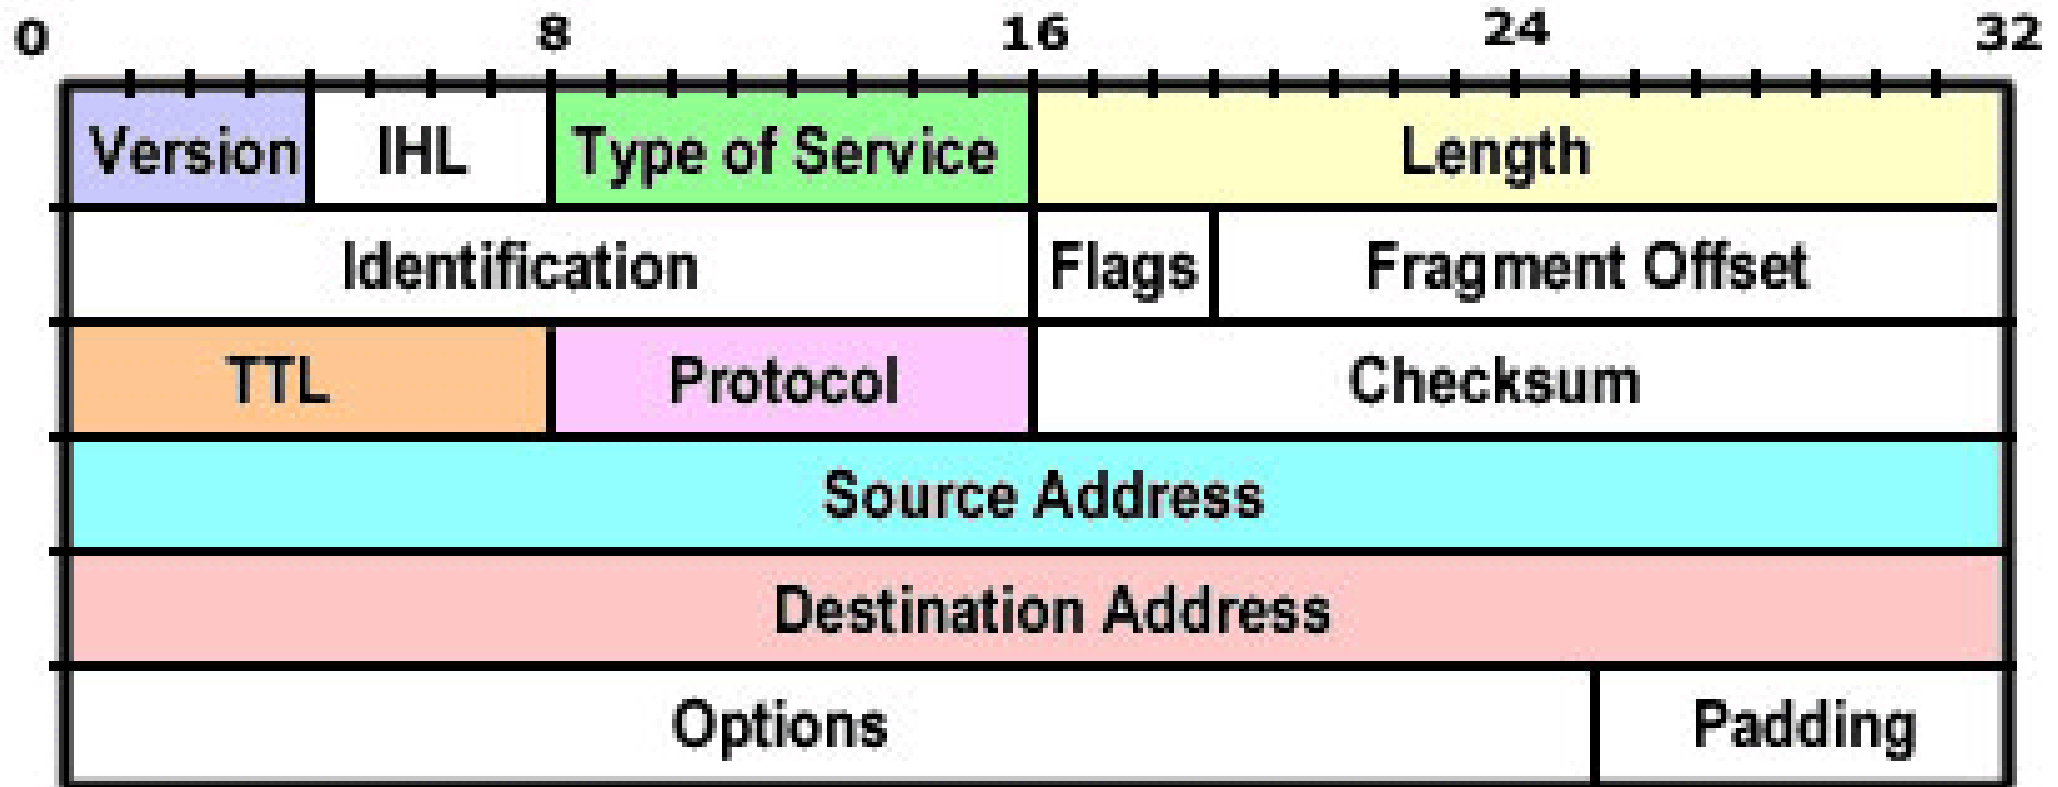 0 8 16 24 32
Version IHL Type of Service Length
Identification Flags Fragment Offset
TTL Protocol Checksum
Source Address
Destination Address
Options Padding